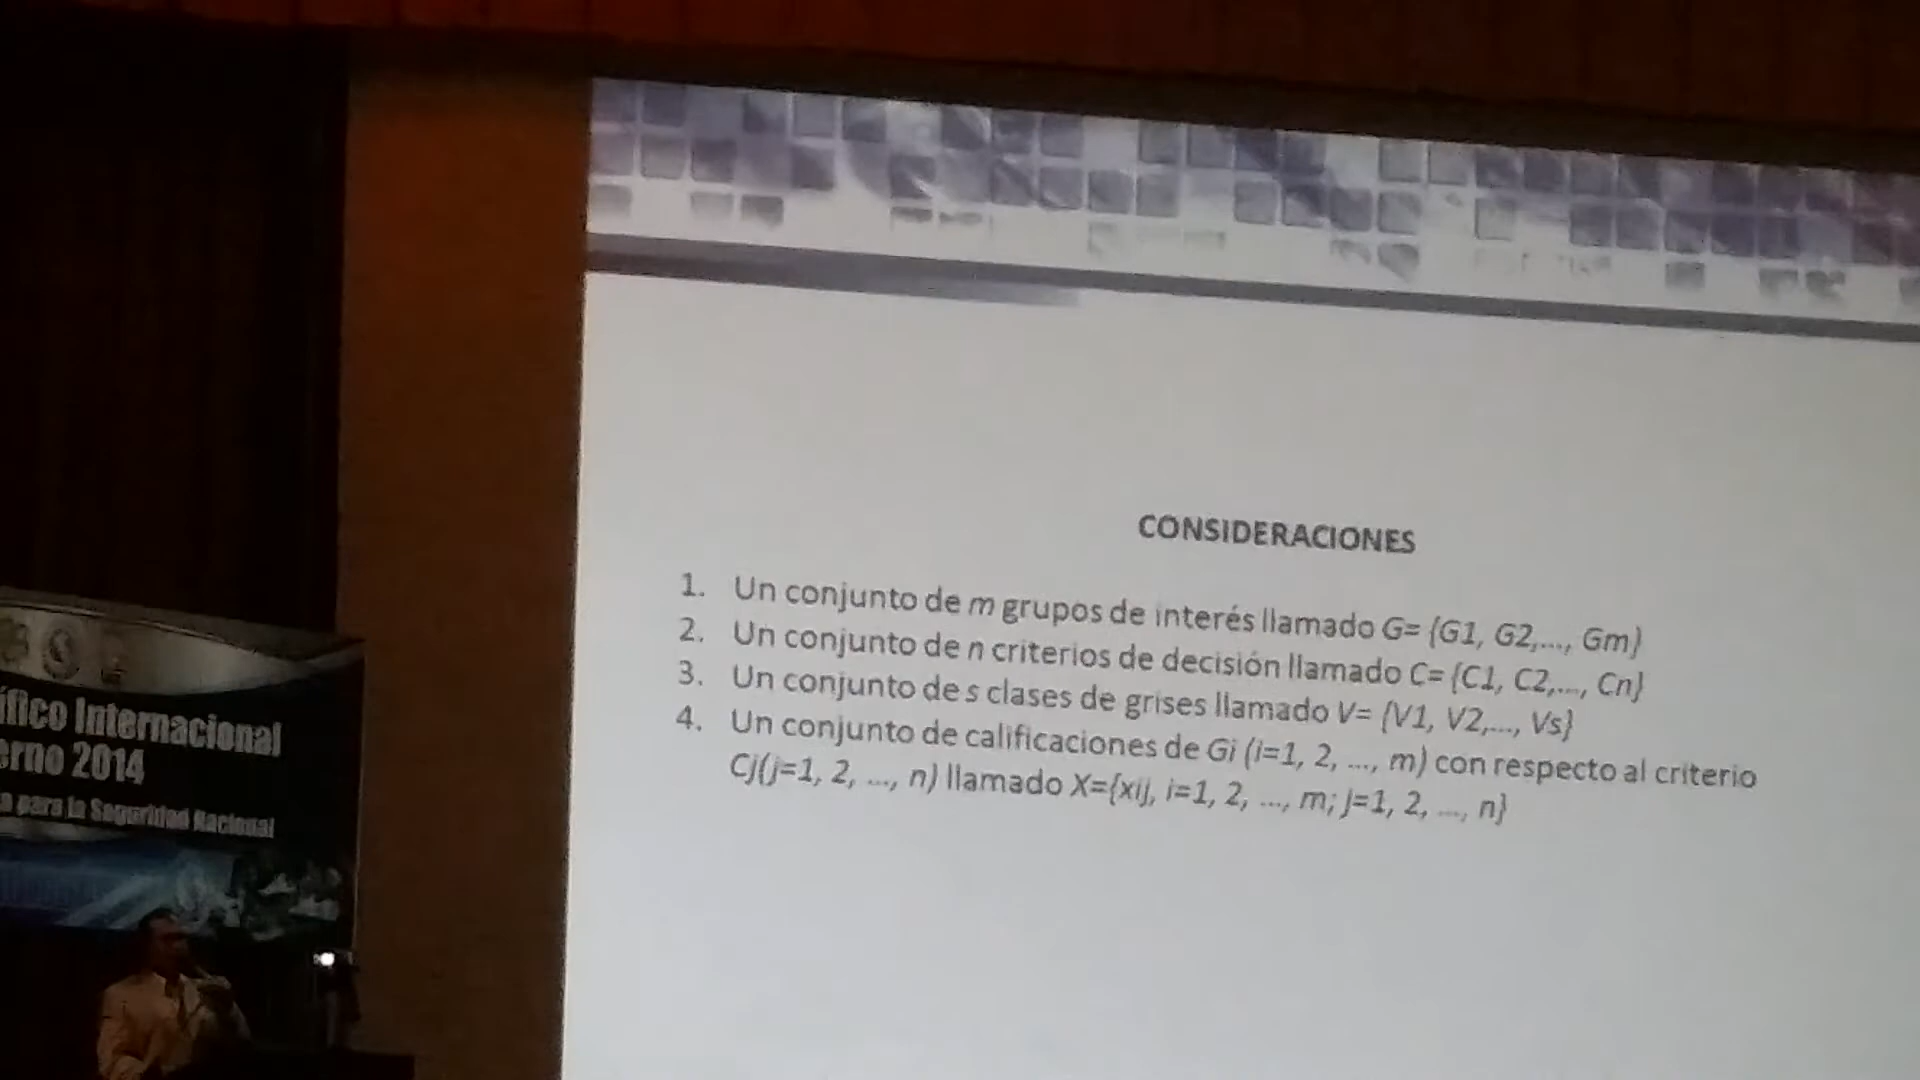 CONSIDERACIONES
1. Un conjunto de m grupos de interés llamado G= {G1, G2,..., Gm}
2. Un conjunto de n criterios de decisión llamado C= {C1, C2,..., Cn}
3. Un conjunto de s clases de grises llamado V= {V1, V2,..., Vs}
4. Un conjunto de calificaciones de Gi (i=1, 2, ..., m) con respecto al criterio
Cj(j=1, 2, ..., n) llamado X={xij, i=1, 2, ..., m; j=1, 2, ..., n}
ífico Internacional
erno 2014
a para la Seguridad Nacional